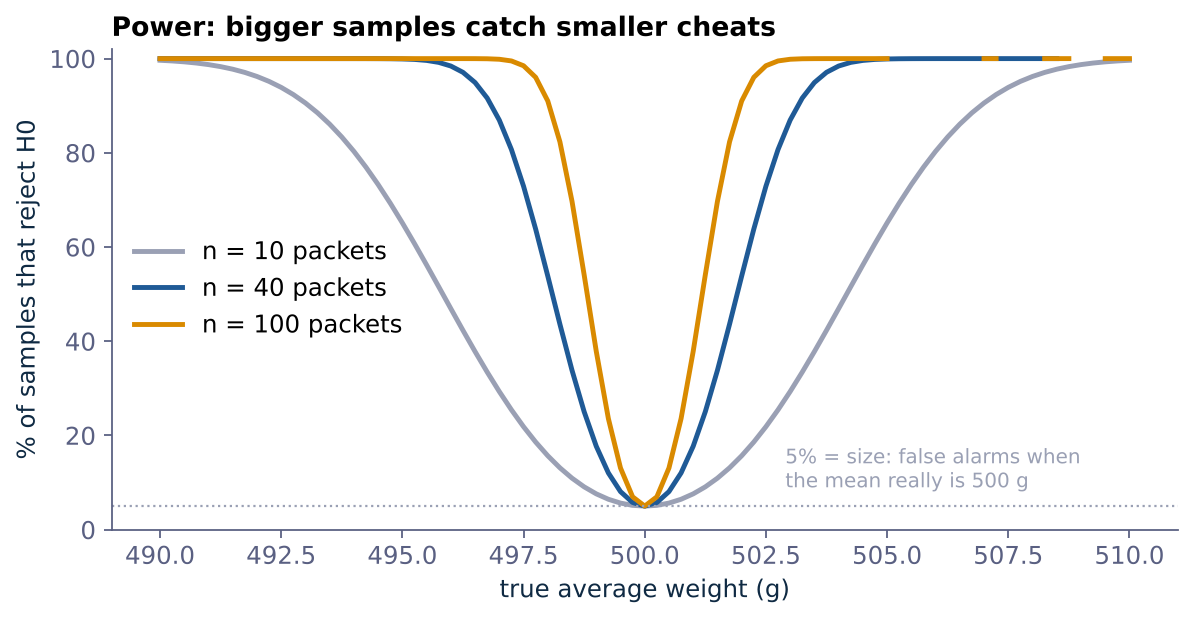 Power: bigger samples catch smaller cheats
% of samples that reject H0
100
80
60
40
20
0
n = 10 packets
n = 40 packets
n = 100 packets
5% = size: false alarms when
the mean really is 500 g
490.0 492.5 495.0 497.5 500.0 502.5 505.0 507.5 510.0
true average weight (g)